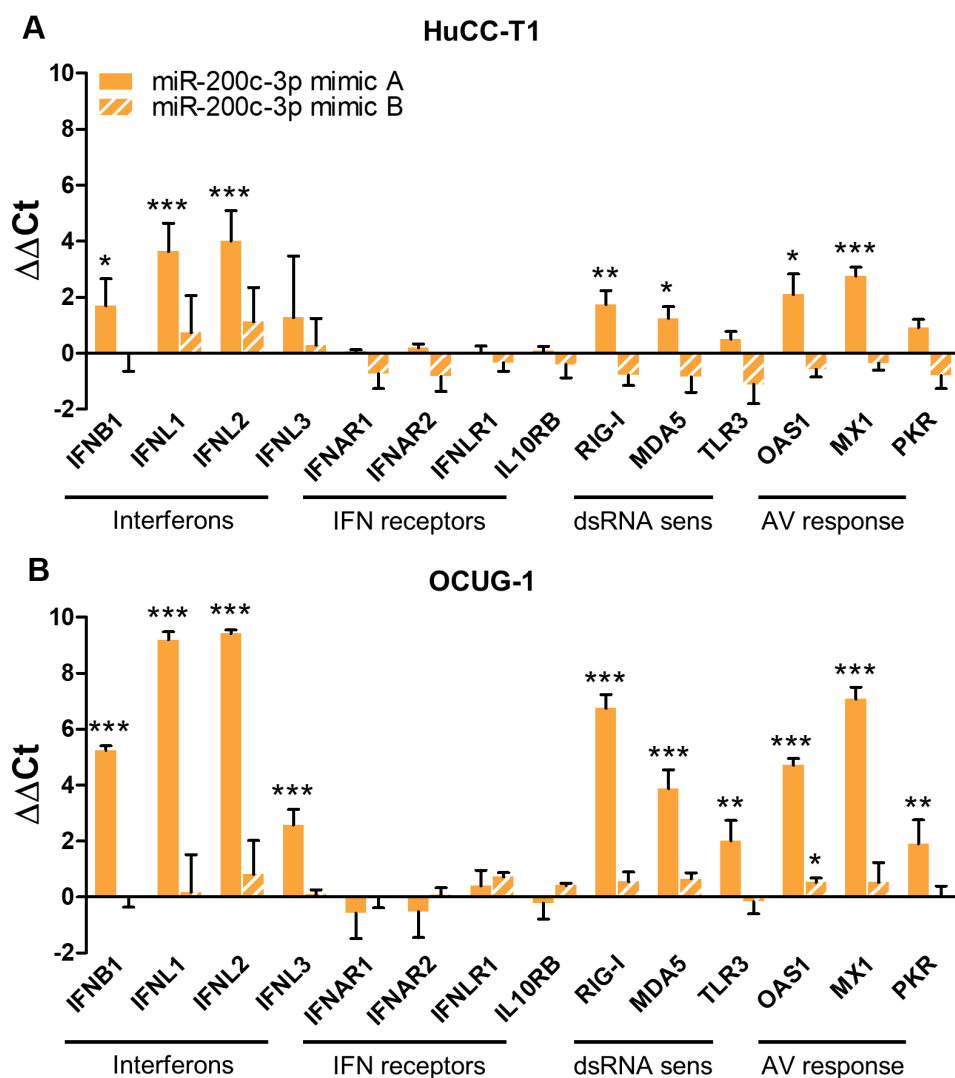 A
HuCC-T1
miR-200c-3p mimic A
miR-200c-3p mimic B
10
8
6
4
2
0
-2
ΔΔCt
* *** *** ** * * ***
IFNB1 IFNL1 IFNL2 IFNL3 IFNAR1 IFNAR2 IFNLR1 IL10RB RIG-I MDA5 TLR3 OAS1 MX1 PKR
Interferons IFN receptors dsRNA sens AV response
B
OCUG-1
10
8
6
4
2
0
-2
ΔΔCt
*** *** *** *** *** *** ** *** * *** **
IFNB1 IFNL1 IFNL2 IFNL3 IFNAR1 IFNAR2 IFNLR1 IL10RB RIG-I MDA5 TLR3 OAS1 MX1 PKR
Interferons IFN receptors dsRNA sens AV response